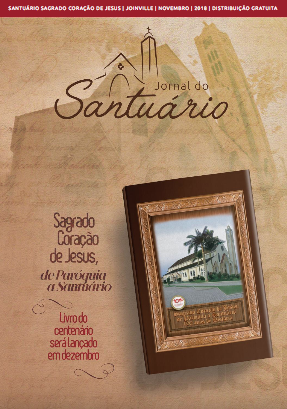 SANTUÁRIO SAGRADO CORAÇÃO DE JESUS | JOINVILLE | NOVEMBRO | 2018 | DISTRIBUIÇÃO GRATUITA
Jornal do
Santuário
Sagrado
Coração
de Jesus,
de Paróquia
a Santuário
Livro do
centenário
será lançado
em dezembro